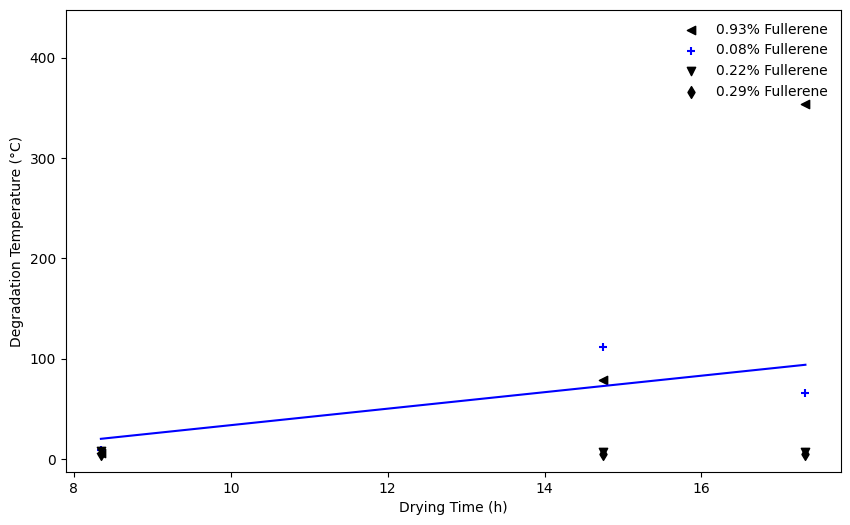 0.93% Fullerene
0.08% Fullerene
0.22% Fullerene
0.29% Fullerene
Degradation Temperature (°C)
400
300
200
100
0
8
10
12
14
16
Drying Time (h)